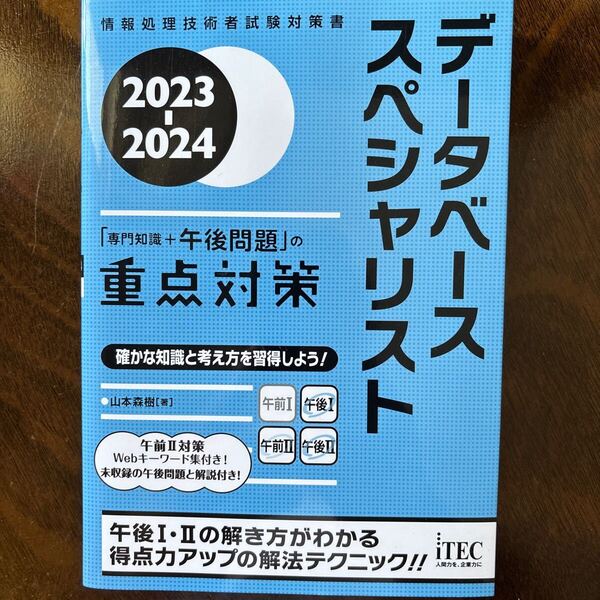 情報処理技術者試験対策書
データベース
スペシャリスト
2023-
2024
「専門知識+午後問題」の
重点対策
確かな知識と考え方を習得しよう!
●山本森樹[著]
午前Ⅰ
午後Ⅰ
午前Ⅱ
午後Ⅱ
午前Ⅱ対策
Webキーワード集付き!
未収録の午後問題と解説付き!
午後Ⅰ・Ⅱの解き方がわかる
得点力アップの解法テクニック!!
iTEC
人間力を、企業力に